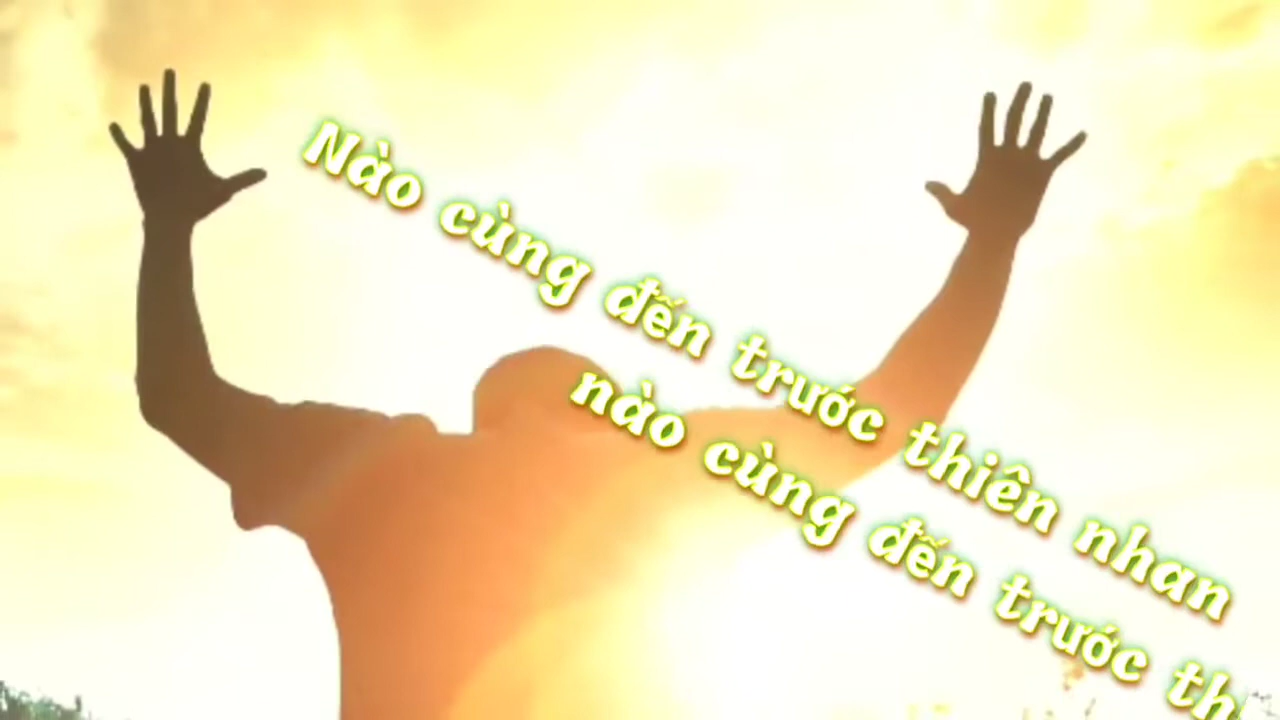 Nào cùng đến trước thiên nhan
nào cùng đến trước